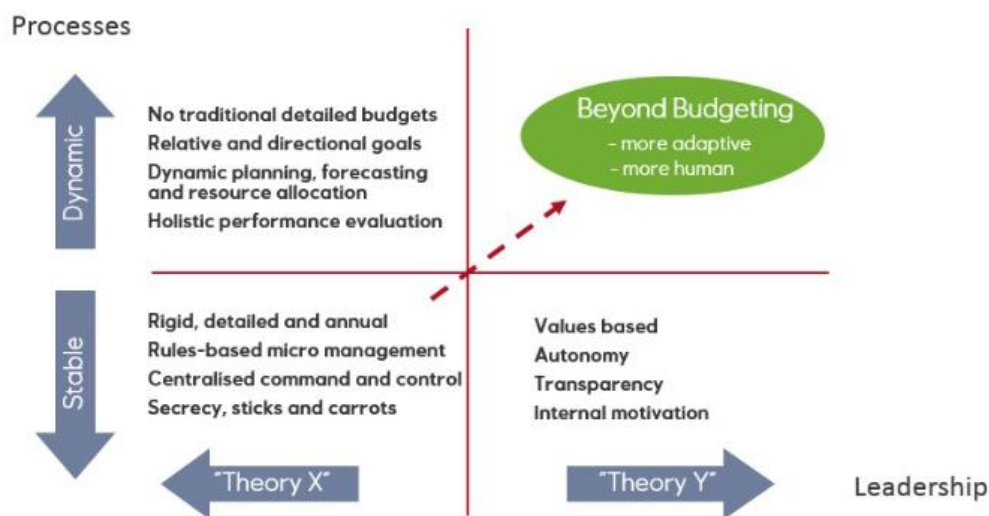 Processes
Dynamic
No traditional detailed budgets
Relative and directional goals
Dynamic planning, forecasting
and resource allocation
Holistic performance evaluation
Beyond Budgeting
- more adaptive
- more human
Stable
Rigid, detailed and annual
Rules-based micro management
Centralised command and control
Secrecy, sticks and carrots
Values based
Autonomy
Transparency
Internal motivation
"Theory X"
"Theory Y"
Leadership